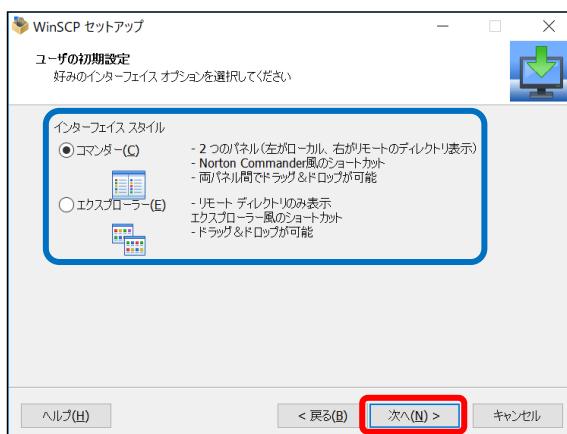 WinSCP セットアップ
ユーザの初期設定
好みのインターフェイス オプションを選択してください
インターフェイス スタイル
コマンダー(C)
- 2 つのパネル(左がローカル、右がリモートのディレクトリ表示)
- Norton Commander風のショートカット
- 両パネル間でドラッグ&ドロップが可能
エクスプローラー(E)
- リモート ディレクトリのみ表示
エクスプローラー風のショートカット
- ドラッグ&ドロップが可能
ヘルプ(H)
< 戻る(B)
次へ(N) >
キャンセル